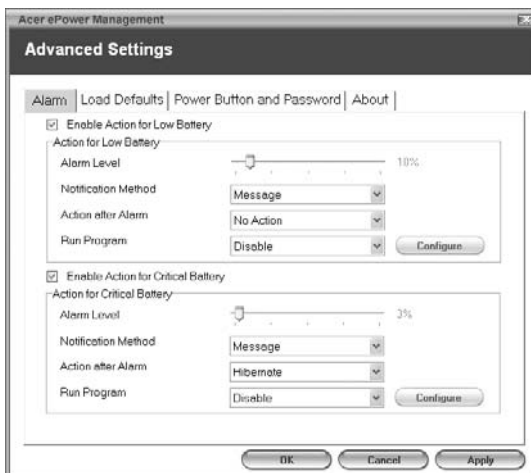 Acer ePower Management
Advanced Settings
Alarm | Load Defaults | Power Button and Password | About
Enable Action for Low Battery
Action for Low Battery
Alarm Level 10%
Notification Method Message
Action after Alarm No Action
Run Program Disable Configure
Enable Action for Critical Battery
Action for Critical Battery
Alarm Level 3%
Notification Method Message
Action after Alarm Hibernate
Run Program Disable Configure
OK Cancel Apply